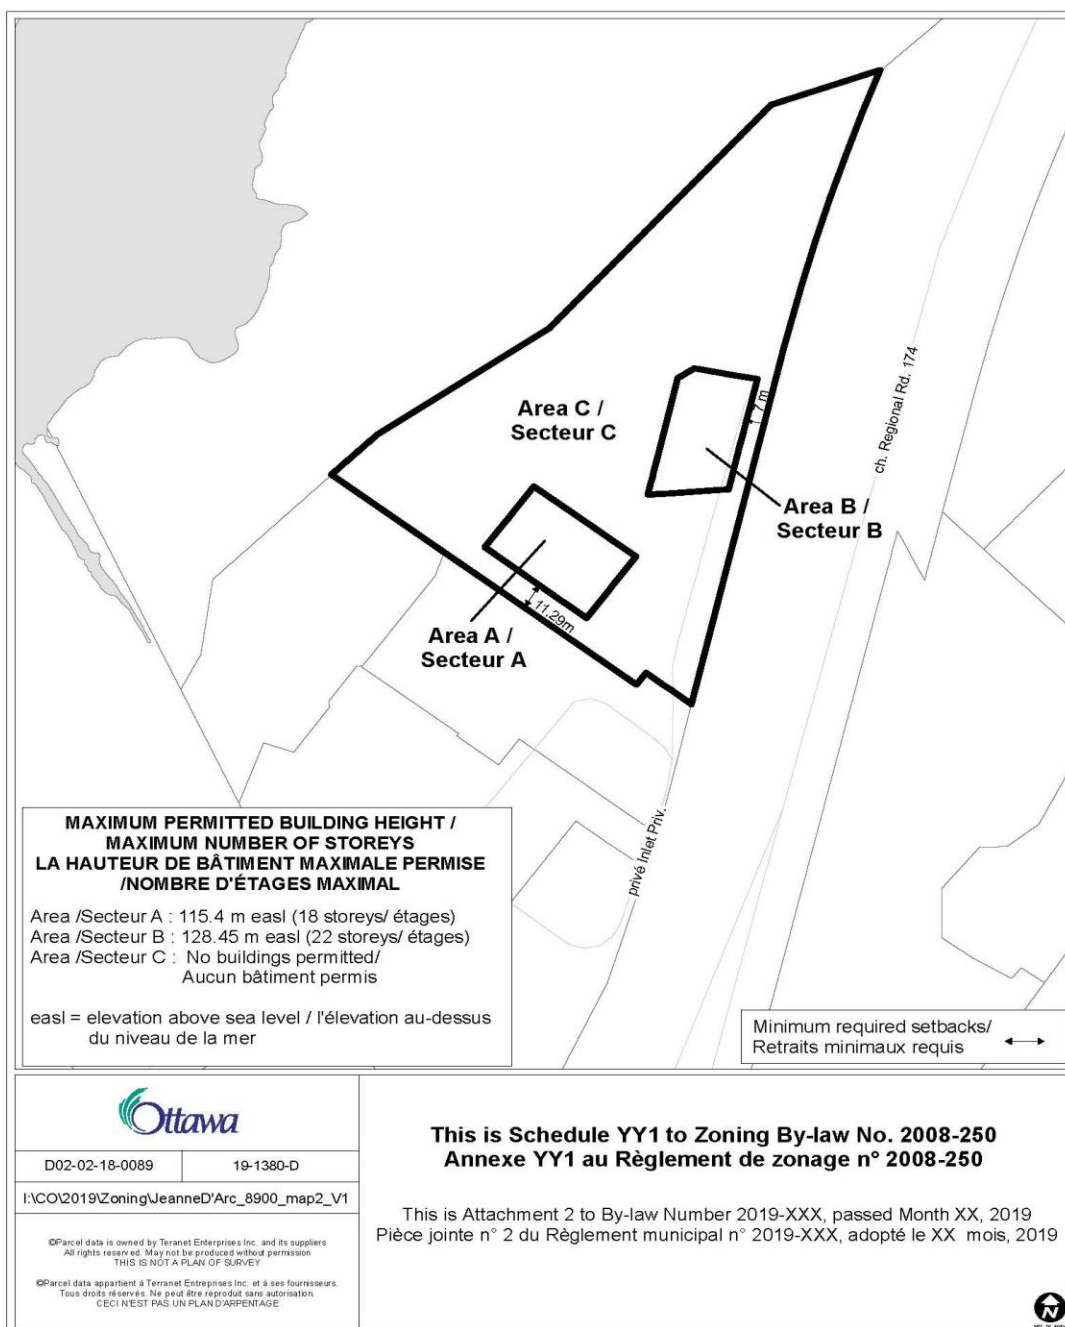 Area C /
Secteur C
7 m
ch. Regional Rd. 174
Area B /
Secteur B
11.29m
Area A /
Secteur A
privé Inlet Priv.
MAXIMUM PERMITTED BUILDING HEIGHT /
MAXIMUM NUMBER OF STOREYS
LA HAUTEUR DE BÂTIMENT MAXIMALE PERMISE
/NOMBRE D'ÉTAGES MAXIMAL
Area /Secteur A : 115.4 m easl (18 storeys/ étages)
Area /Secteur B : 128.45 m easl (22 storeys/ étages)
Area /Secteur C : No buildings permitted/
Aucun bâtiment permis
easl = elevation above sea level / l'élevation au-dessus
du niveau de la mer
Minimum required setbacks/
Retraits minimaux requis
Ottawa
D02-02-18-0089
19-1380-D
I:\CO\2019\Zoning\JeanneD'Arc_8900_map2_V1
©Parcel data is owned by Teranet Enterprises Inc. and its suppliers
All rights reserved. May not be produced without permission
THIS IS NOT A PLAN OF SURVEY
©Parcel data appartient à Terranet Entreprises Inc. et à ses fournisseurs.
Tous droits réservés. Ne peut être reproduit sans autorisation.
CECI N'EST PAS UN PLAN D'ARPENTAGE
This is Schedule YY1 to Zoning By-law No. 2008-250
Annexe YY1 au Règlement de zonage n° 2008-250
This is Attachment 2 to By-law Number 2019-XXX, passed Month XX, 2019
Pièce jointe n° 2 du Règlement municipal n° 2019-XXX, adopté le XX mois, 2019
N